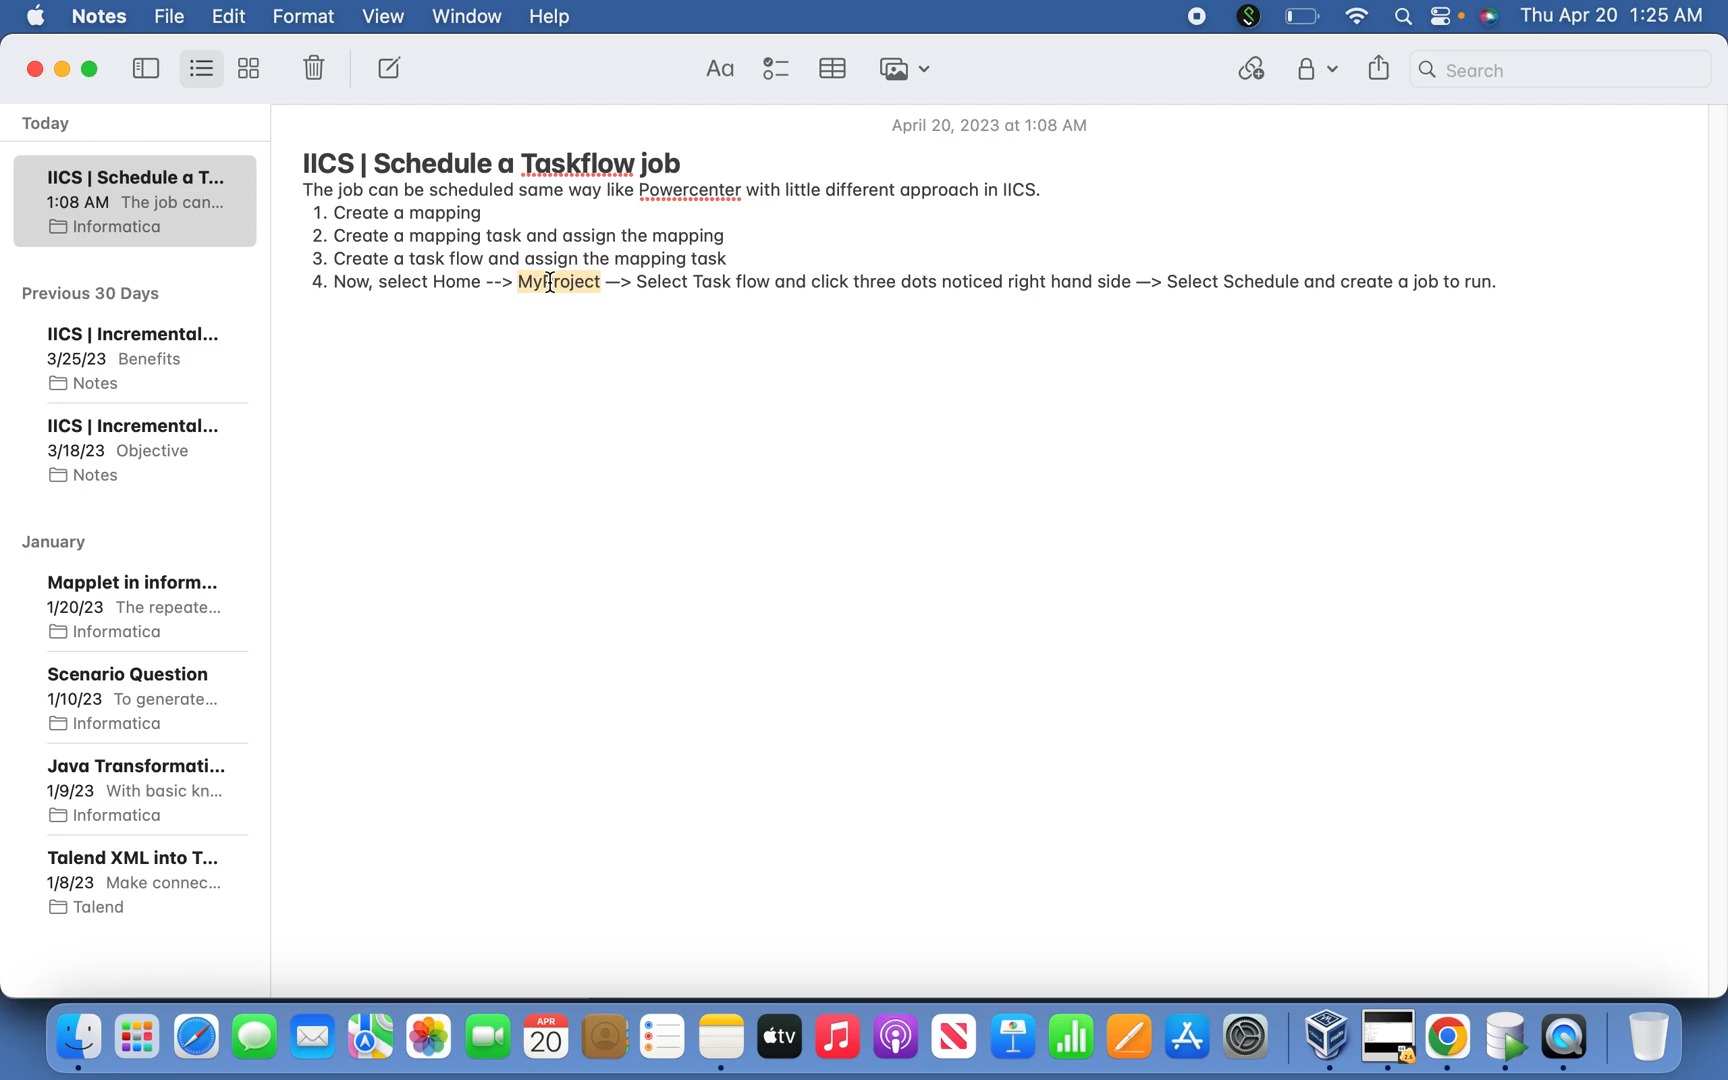 Notes File Edit Format View Window Help Thu Apr 20 1:25 AM
Search
Today
IICS | Schedule a T...
1:08 AM The job can...
Informatica
Previous 30 Days
IICS | Incremental...
3/25/23 Benefits
Notes
IICS | Incremental...
3/18/23 Objective
Notes
January
Mapplet in inform...
1/20/23 The repeate...
Informatica
Scenario Question
1/10/23 To generate...
Informatica
Java Transformati...
1/9/23 With basic kn...
Informatica
Talend XML into T...
1/8/23 Make connec...
Talend
April 20, 2023 at 1:08 AM
IICS | Schedule a Taskflow job
The job can be scheduled same way like Powercenter with little different approach in IICS.
1. Create a mapping
2. Create a mapping task and assign the mapping
3. Create a task flow and assign the mapping task
4. Now, select Home --> MyProject —> Select Task flow and click three dots noticed right hand side —> Select Schedule and create a job to run.
APR
20
tv